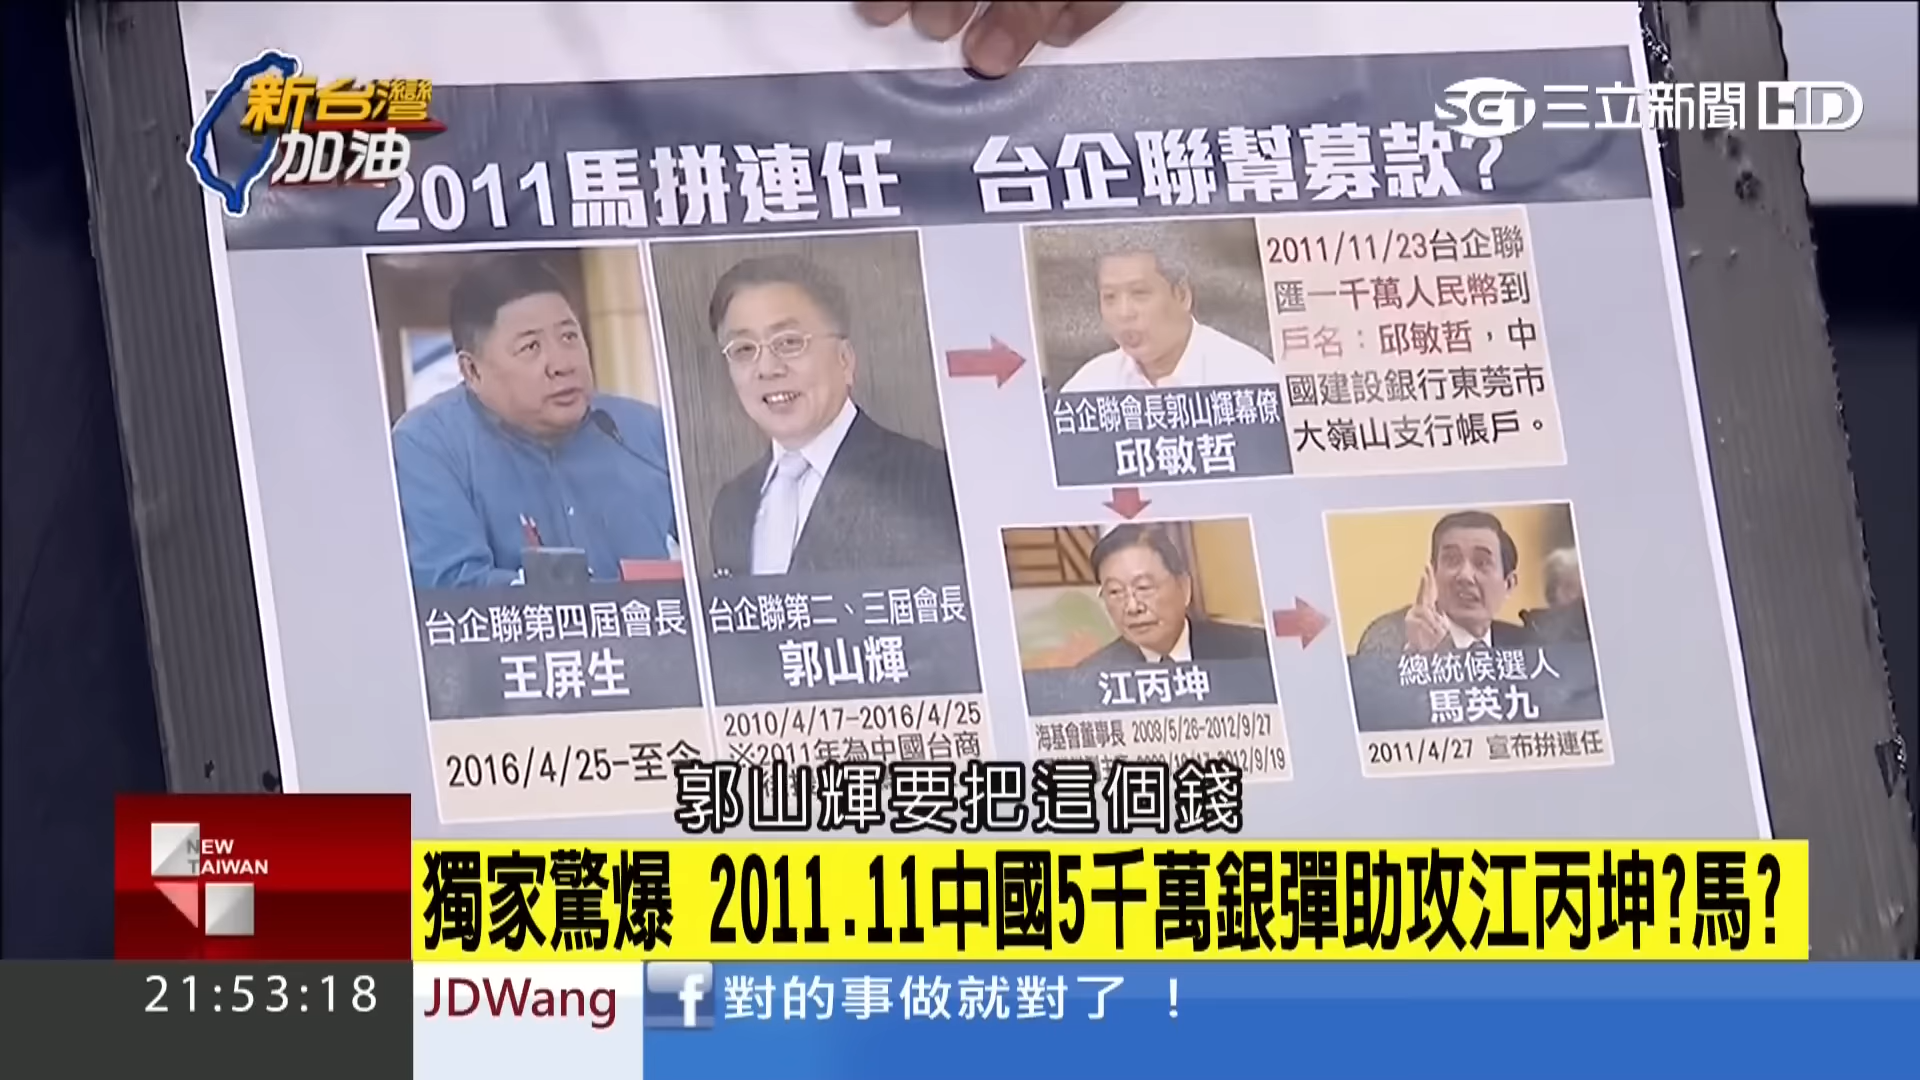 新台灣
加油
SET三立新聞HD
2011馬拼連任 台企聯幫募款?
2011/11/23台企聯
匯一千萬人民幣到
戶名：邱敏哲，中
國建設銀行東莞市
大嶺山支行帳戶。
台企聯會長郭山輝幕僚
邱敏哲
台企聯第四屆會長
王屏生
2016/4/25-至今
台企聯第二、三屆會長
郭山輝
2010/4/17-2016/4/25
※2011年為中國台商
江丙坤
海基會董事長 2008/5/26-2012/9/27
2012/9/19
總統候選人
馬英九
2011/4/27 宣布拚連任
郭山輝要把這個錢
NEW
TAIWAN
獨家驚爆 2011.11中國5千萬銀彈助攻江丙坤?馬?
21:53:18
JDWang
f 對的事做就對了 !